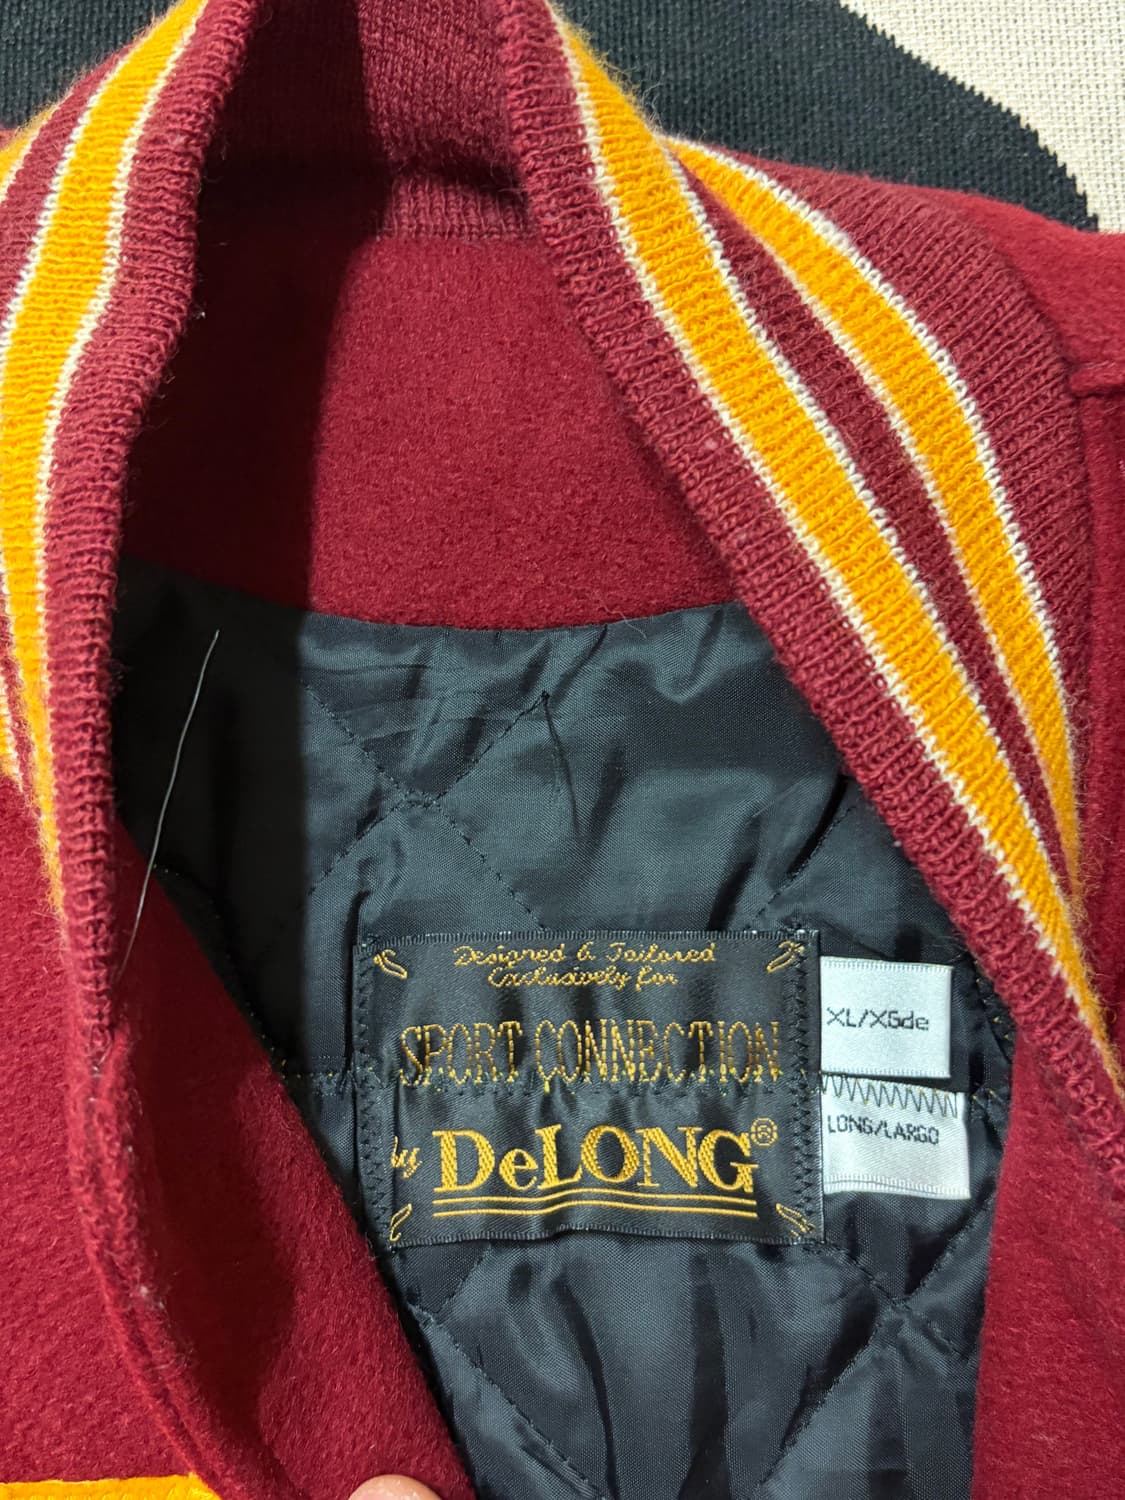 Designed & Tailored
Exclusively for
SPORT CONNECTION
by DeLONG®
XL/XGde
LONG/LARGO